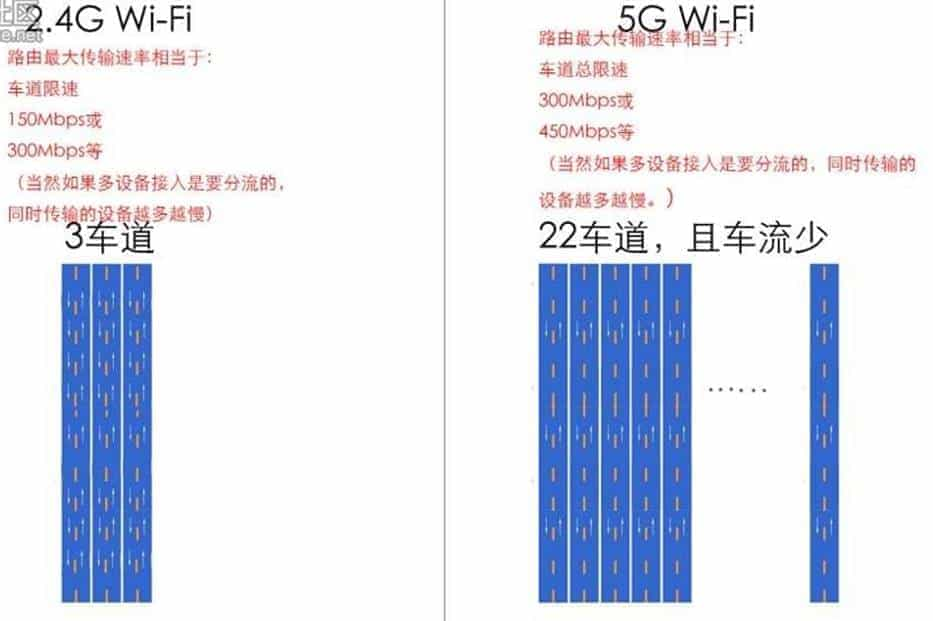 社区
e.net
2.4G Wi-Fi
路由最大传输速率相当于：
车道限速
150Mbps或
300Mbps等
（当然如果多设备接入是要分流的，
同时传输的设备越多越慢）
3车道
5G Wi-Fi
路由最大传输速率相当于：
车道总限速
300Mbps或
450Mbps等
（当然如果多设备接入是要分流的，同时传输的
设备越多越慢。）
22车道，且车流少
······